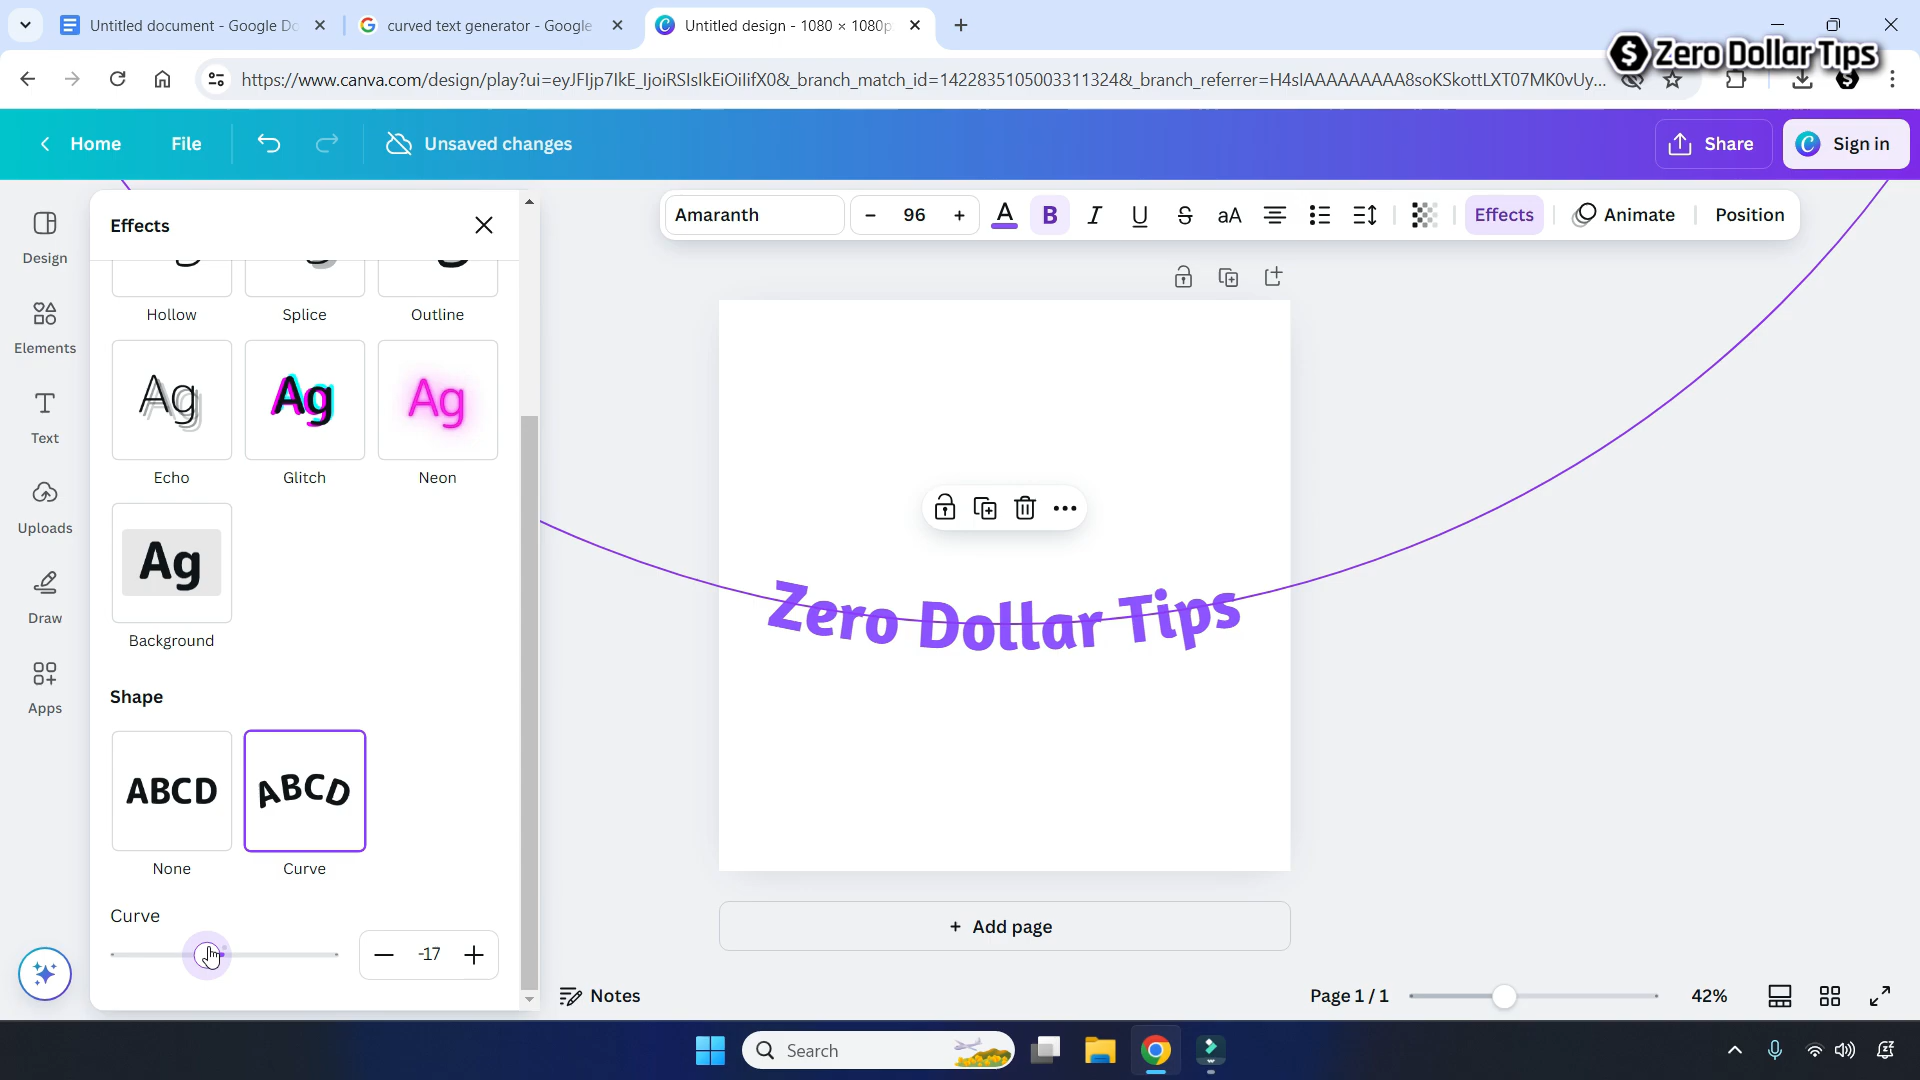 Untitled document - Google Do
curved text generator - Google
Untitled design - 1080 × 1080p
Zero Dollar Tips
https://www.canva.com/design/play?ui=eyJFIjp7IkE_IjoiRSIsIkEiOiIifX0&_branch_match_id=1422835105003311324&_branch_referrer=H4sIAAAAAAAAA8soKSkottLXT07MK0vUy...
Home
File
Unsaved changes
Share
Sign in
Design
Elements
Text
Uploads
Draw
Apps
Effects
Hollow
Splice
Outline
Ag
Ag
Ag
Echo
Glitch
Neon
Ag
Background
Shape
ABCD
ABCD
None
Curve
Curve
-17
Amaranth
96
A
B
I
U
S
aA
Effects
Animate
Position
Zero Dollar Tips
+ Add page
Notes
Page 1 / 1
42%
Search